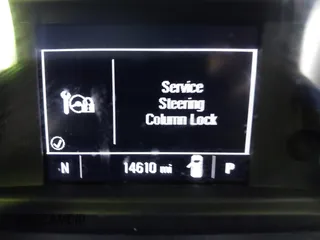 Service
Steering
Column Lock
N 14610 mi P